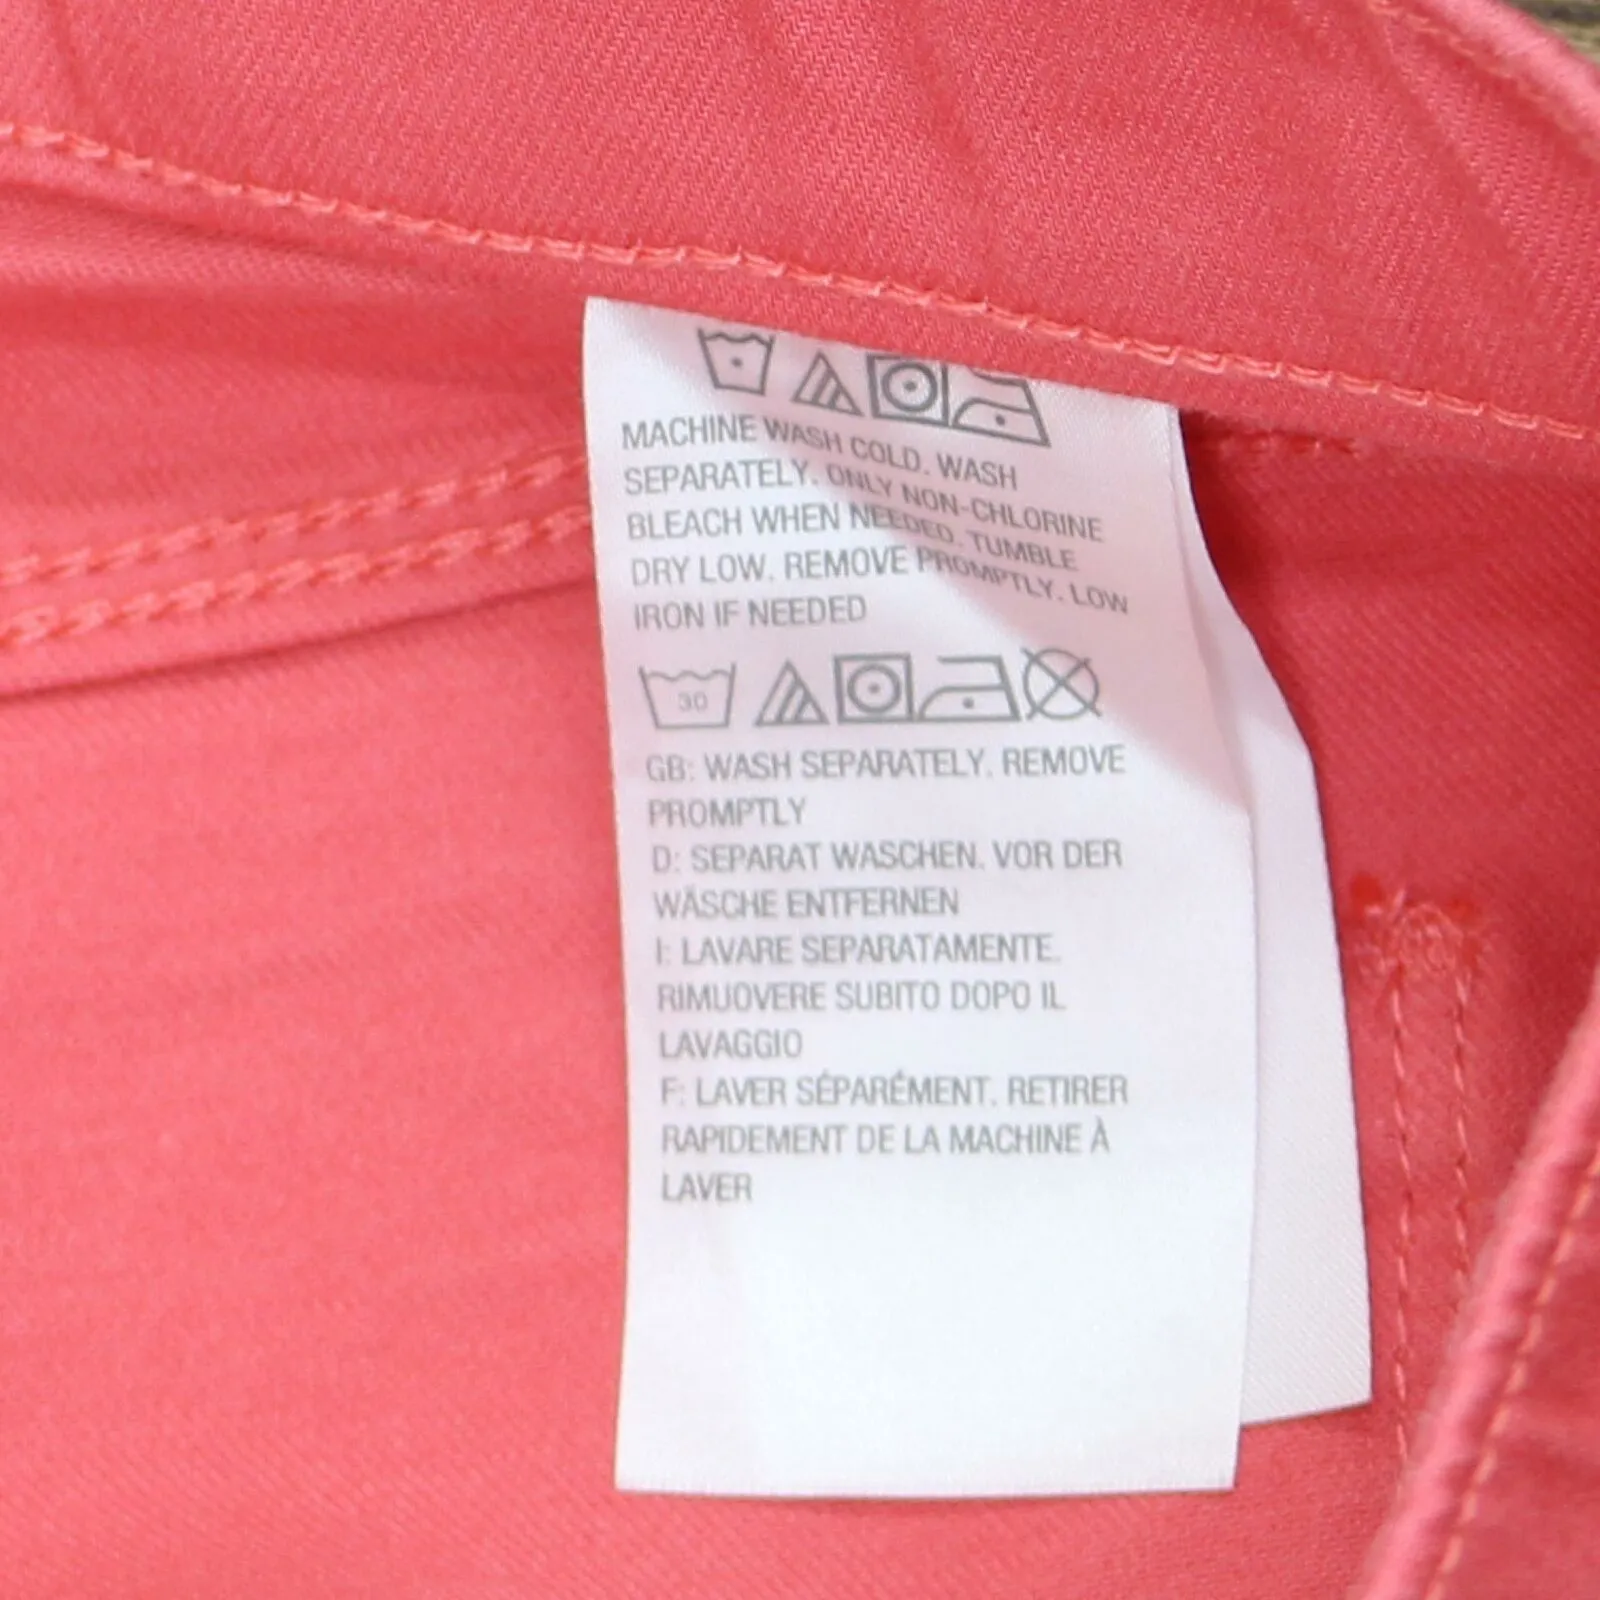 MACHINE WASH COLD. WASH
SEPARATELY. ONLY NON-CHLORINE
BLEACH WHEN NEEDED. TUMBLE
DRY LOW. REMOVE PROMPTLY. LOW
IRON IF NEEDED
30
GB: WASH SEPARATELY. REMOVE
PROMPTLY
D: SEPARAT WASCHEN. VOR DER
WÄSCHE ENTFERNEN
I: LAVARE SEPARATAMENTE.
RIMUOVERE SUBITO DOPO IL
LAVAGGIO
F: LAVER SÉPARÉMENT. RETIRER
RAPIDEMENT DE LA MACHINE À
LAVER